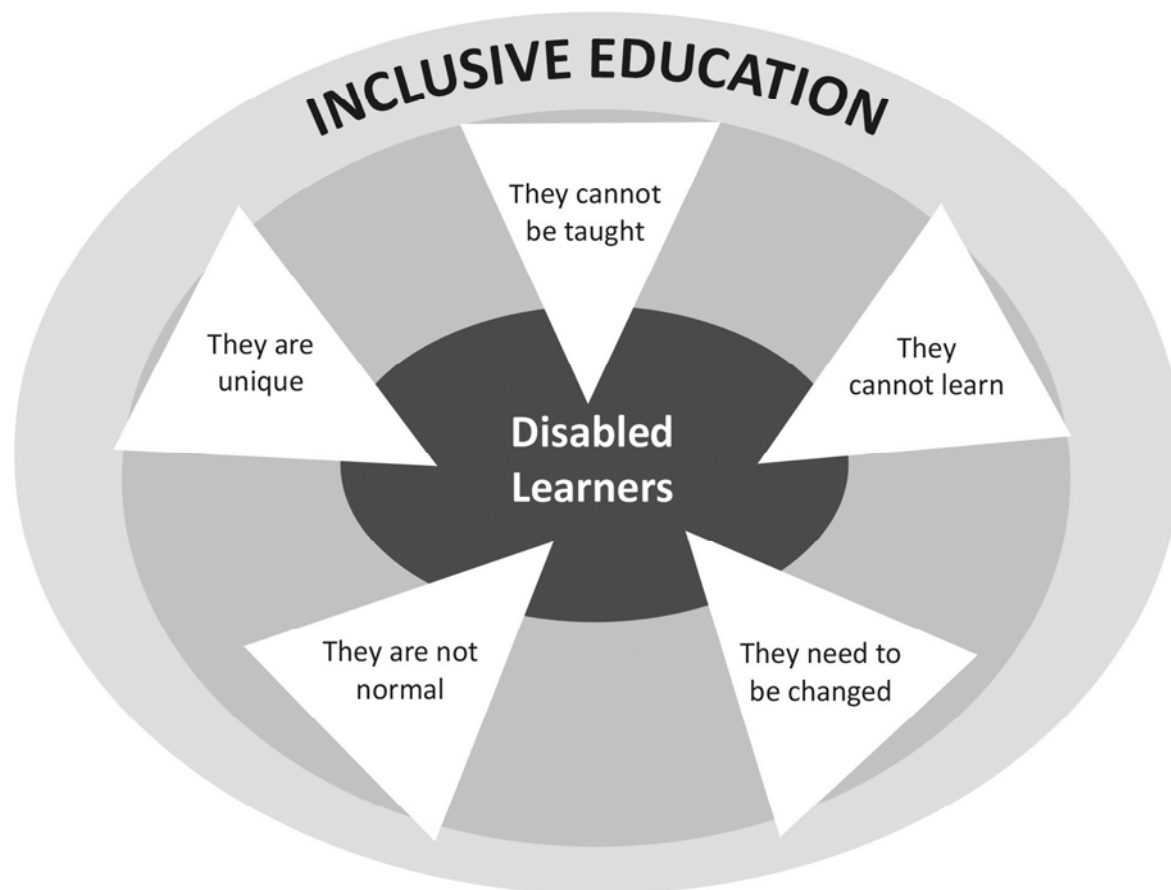 INCLUSIVE EDUCATION
They cannot
be taught
They are
unique
They
cannot learn
Disabled
Learners
They are not
normal
They need to
be changed